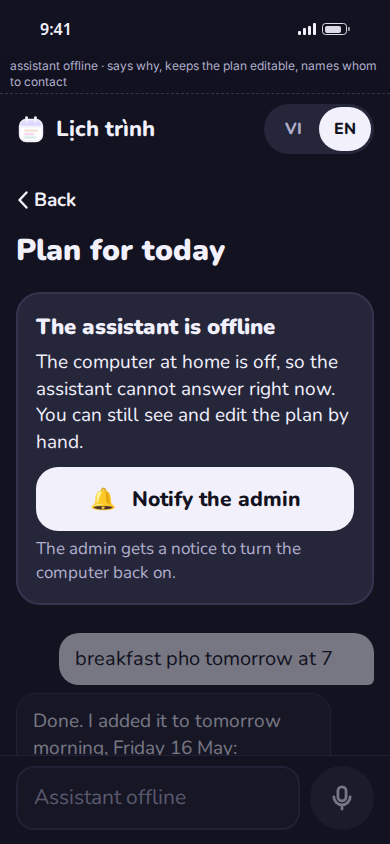 9:41
assistant offline · says why, keeps the plan editable, names whom
to contact
Lịch trình
VI
EN
Back
Plan for today
The assistant is offline
The computer at home is off, so the
assistant cannot answer right now.
You can still see and edit the plan by
hand.
Notify the admin
The admin gets a notice to turn the
computer back on.
breakfast pho tomorrow at 7
Done. I added it to tomorrow
morning, Friday 16 May:
Assistant offline